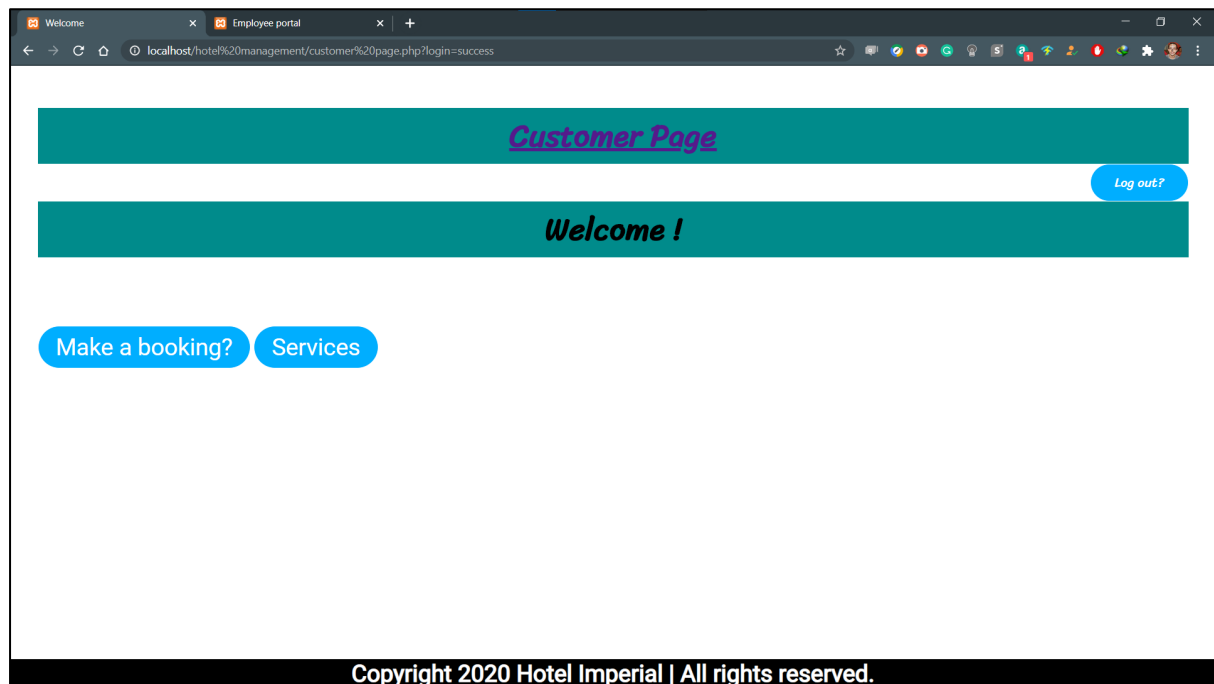 Welcome
Employee portal
localhost/hotel%20management/customer%20page.php?login=success
Customer Page
Log out?
Welcome !
Make a booking? Services
Copyright 2020 Hotel Imperial | All rights reserved.